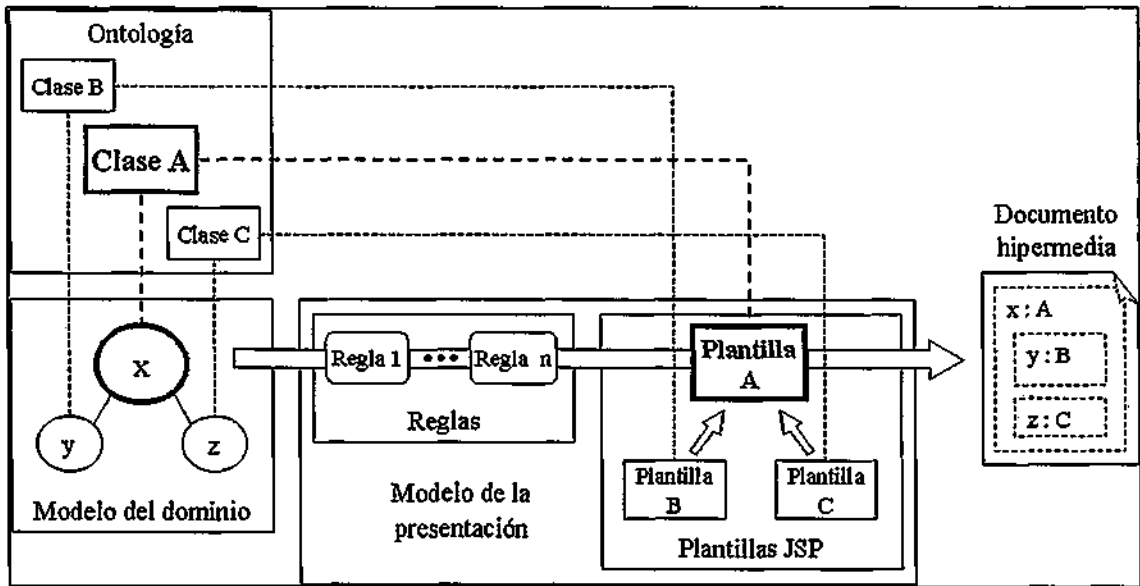 Ontología
Clase B
Clase A
Clase C
Documento
hipermedia
x : A
y : B
z : C
x
y
z
Modelo del dominio
Regla 1
•••
Regla n
Reglas
Modelo de la
presentación
Plantilla
A
Plantilla
B
Plantilla
C
Plantillas JSP